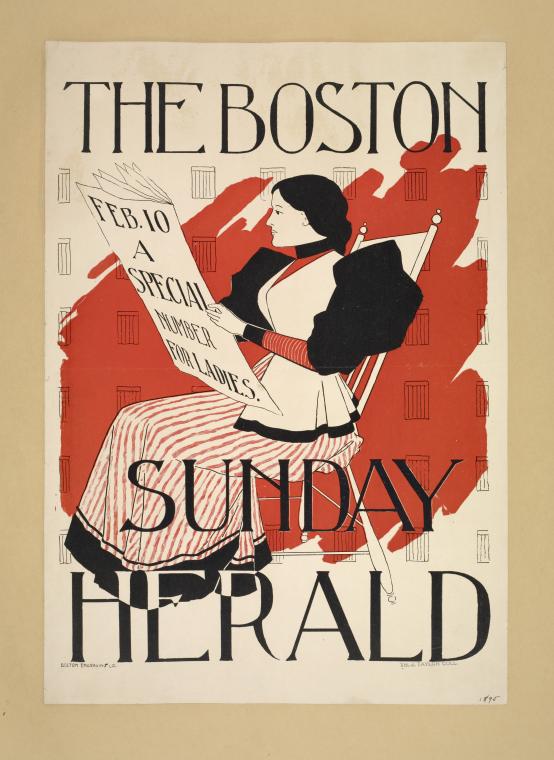 THE BOSTON
FEB. 10
A
SPECIAL
NUMBER
FOR LADIES.
SUNDAY
HERALD
BOSTON ENGRAVING CO.
1895